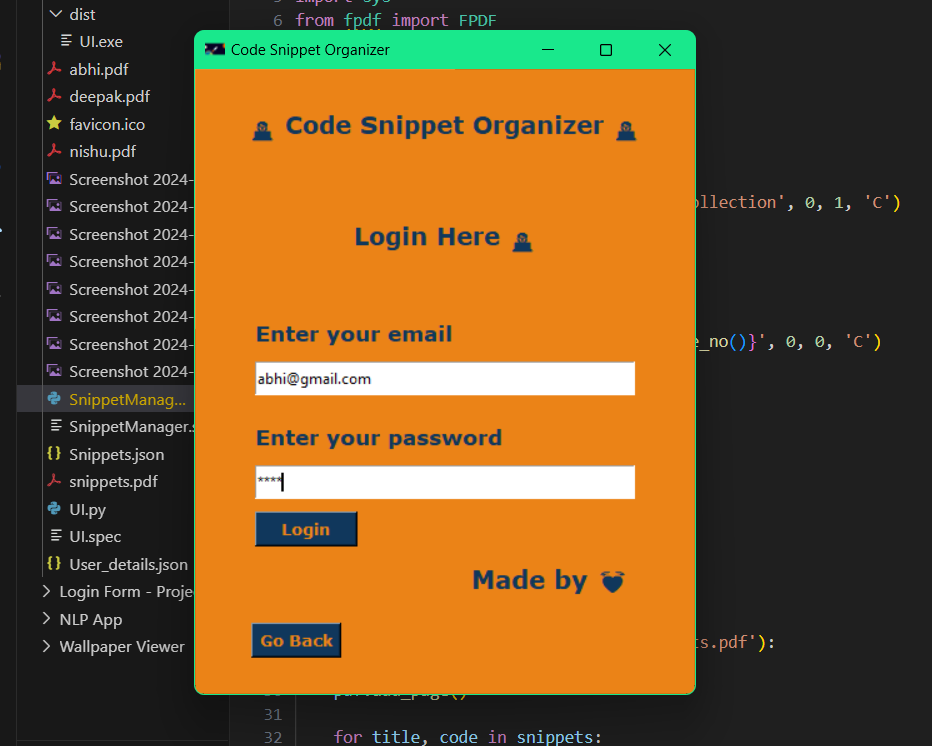 dist
UI.exe
abhi.pdf
deepak.pdf
favicon.ico
nishu.pdf
Screenshot 2024-
Screenshot 2024-
Screenshot 2024-
Screenshot 2024-
Screenshot 2024-
Screenshot 2024-
Screenshot 2024-
Screenshot 2024-
SnippetManag...
SnippetManager.s
{} Snippets.json
snippets.pdf
UI.py
UI.spec
{} User_details.json
Login Form - Proje
NLP App
Wallpaper Viewer
5 import sys
6 from fpdf import FPDF
Code Snippet Organizer
Code Snippet Organizer
Login Here
Enter your email
abhi@gmail.com
Enter your password
****
Login
Made by
Go Back
ollection', 0, 1, 'C')
e_no()}', 0, 0, 'C')
ts.pdf'):
31
32 for title, code in snippets: